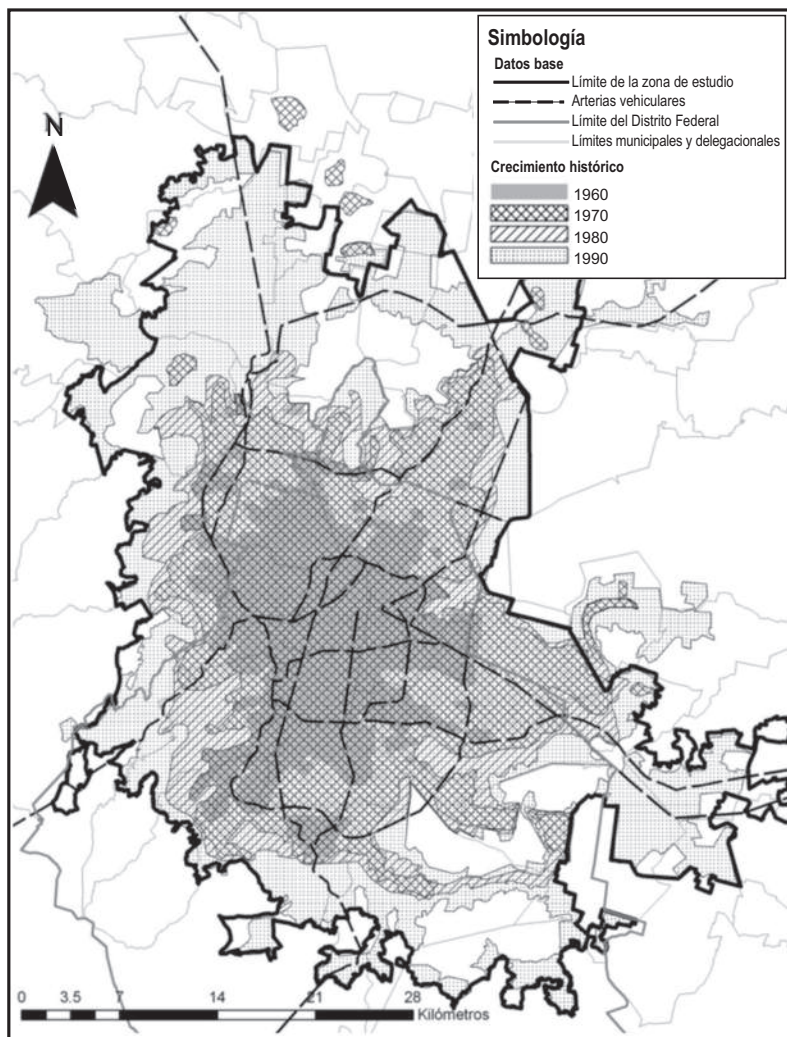 Simbología
Datos base
Límite de la zona de estudio
Arterias vehiculares
Límite del Distrito Federal
Límites municipales y delegacionales
Crecimiento histórico
1960
1970
1980
1990
N
0 3.5 7 14 21 28
Kilómetros